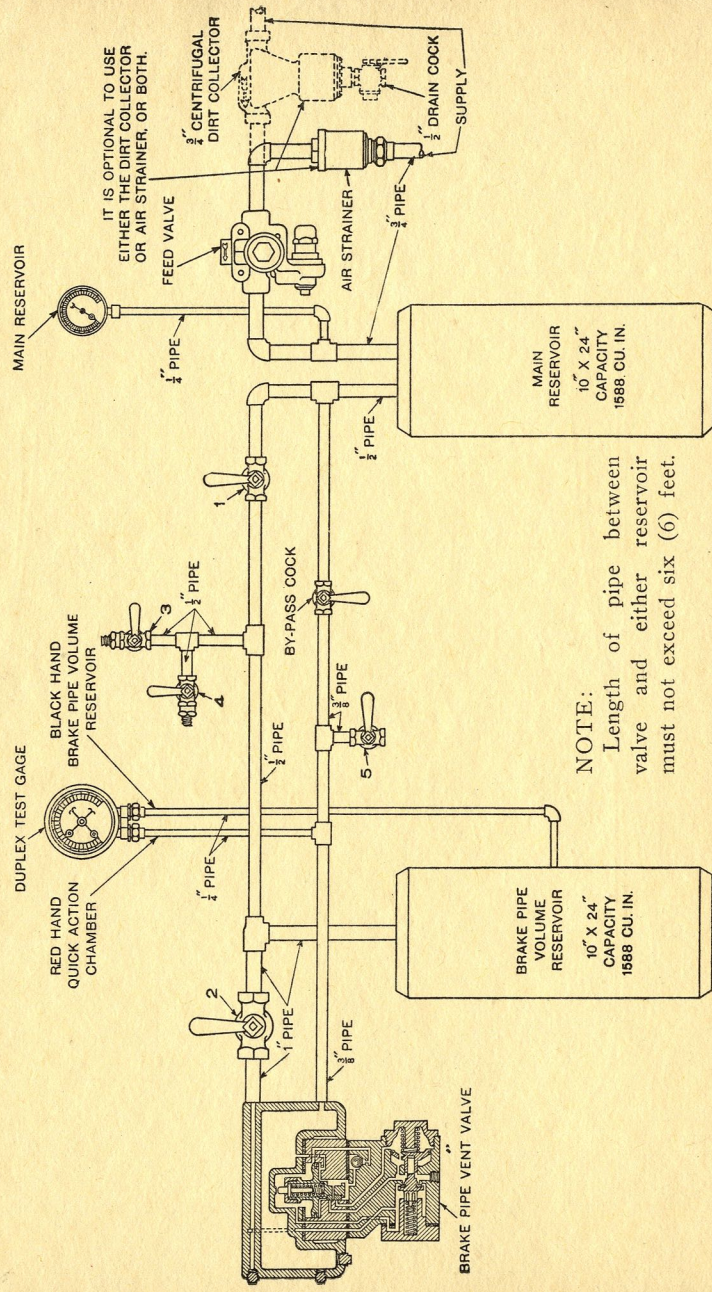 IT IS OPTIONAL TO USE
EITHER THE DIRT COLLECTOR
OR AIR STRAINER, OR BOTH.
3/4" CENTRIFUGAL
DIRT COLLECTOR
1/2" DRAIN COCK
SUPPLY
AIR STRAINER
3/4" PIPE
FEED VALVE
MAIN RESERVOIR
1/4" PIPE
MAIN
RESERVOIR
10" X 24"
CAPACITY
1588. CU. IN.
1/2" PIPE
1
BY-PASS COCK
3
1/2" PIPE
4
3/8" PIPE
5
1/2" PIPE
DUPLEX TEST GAGE
BLACK HAND
BRAKE PIPE VOLUME
RESERVOIR
RED HAND
QUICK ACTION
CHAMBER
1/4" PIPE
BRAKE PIPE
VOLUME
RESERVOIR
10" X 24"
CAPACITY
1588 CU. IN.
2
1" PIPE
3/8" PIPE
BRAKE PIPE VENT VALVE
NOTE:
Length of pipe between
valve and either reservoir
must not exceed six (6) feet.